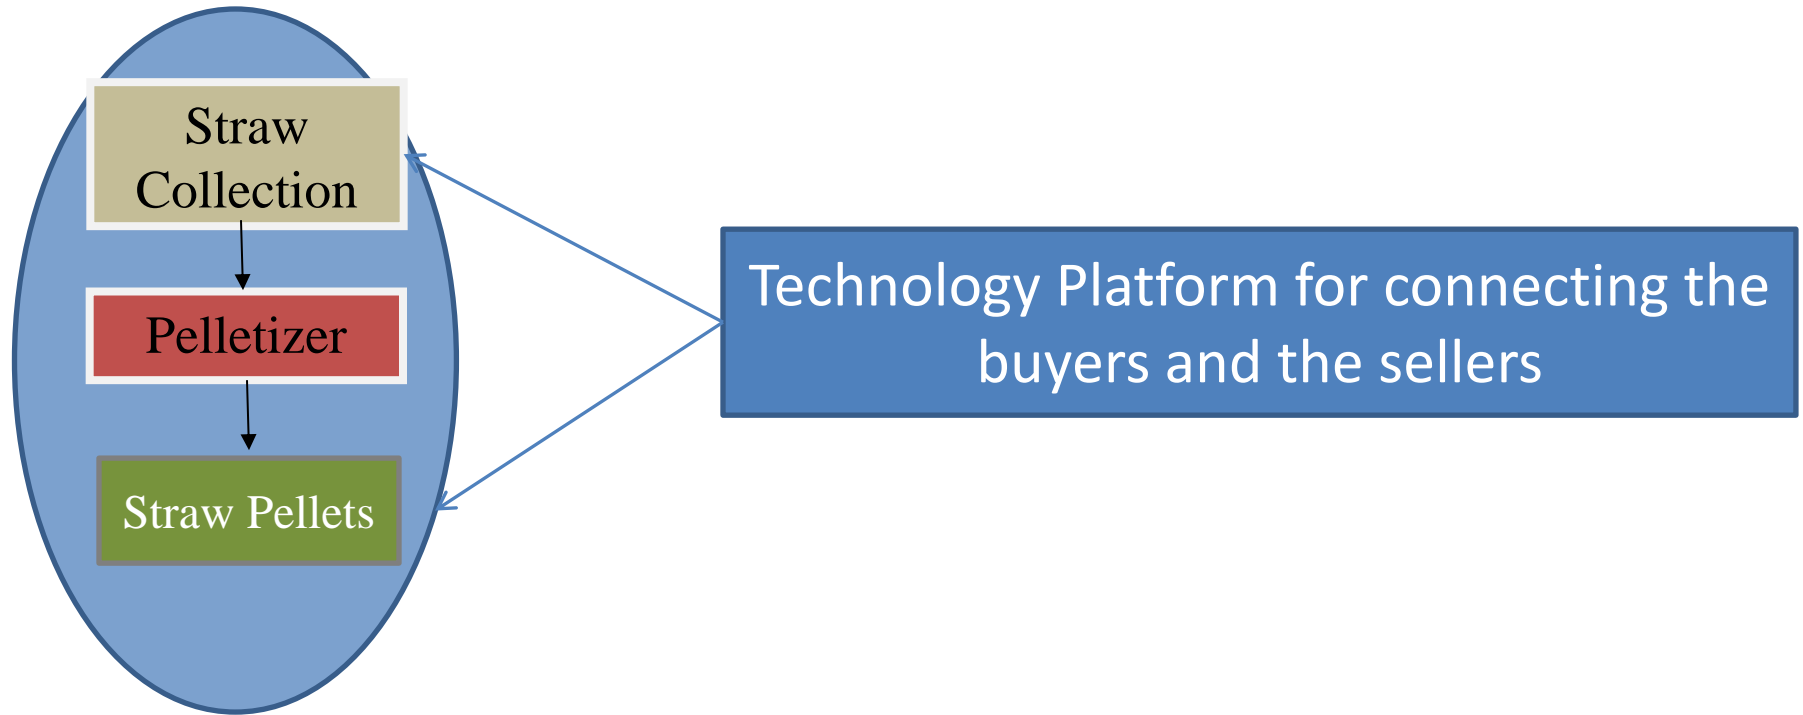 Straw
Collection
Pelletizer
Straw Pellets
Technology Platform for connecting the
buyers and the sellers